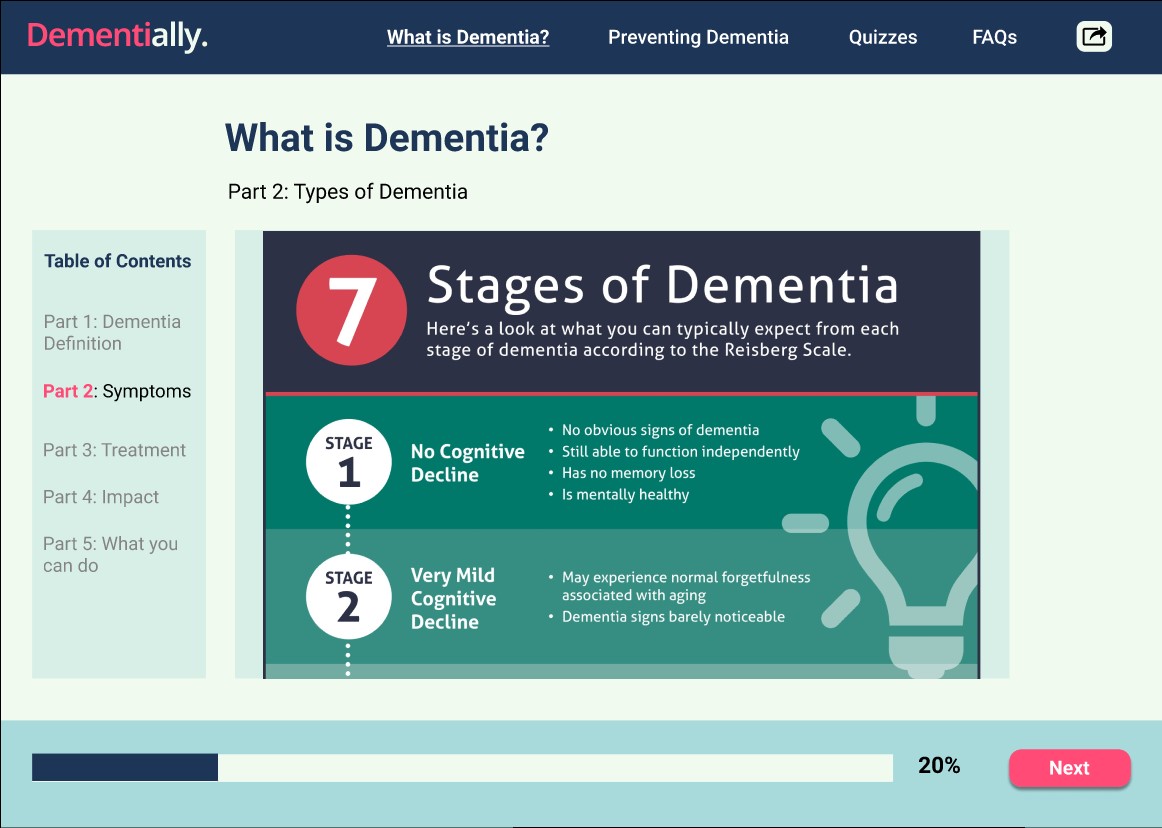 Dementially.
What is Dementia?
Preventing Dementia
Quizzes
FAQs
What is Dementia?
Part 2: Types of Dementia
Table of Contents
Part 1: Dementia
Definition
Part 2: Symptoms
Part 3: Treatment
Part 4: Impact
Part 5: What you
can do
7
Stages of Dementia
Here's a look at what you can typically expect from each
stage of dementia according to the Reisberg Scale.
STAGE
1
No Cognitive
Decline
• No obvious signs of dementia
• Still able to function independently
• Has no memory loss
• Is mentally healthy
STAGE
2
Very Mild
Cognitive
Decline
• May experience normal forgetfulness
associated with aging
• Dementia signs barely noticeable
20%
Next